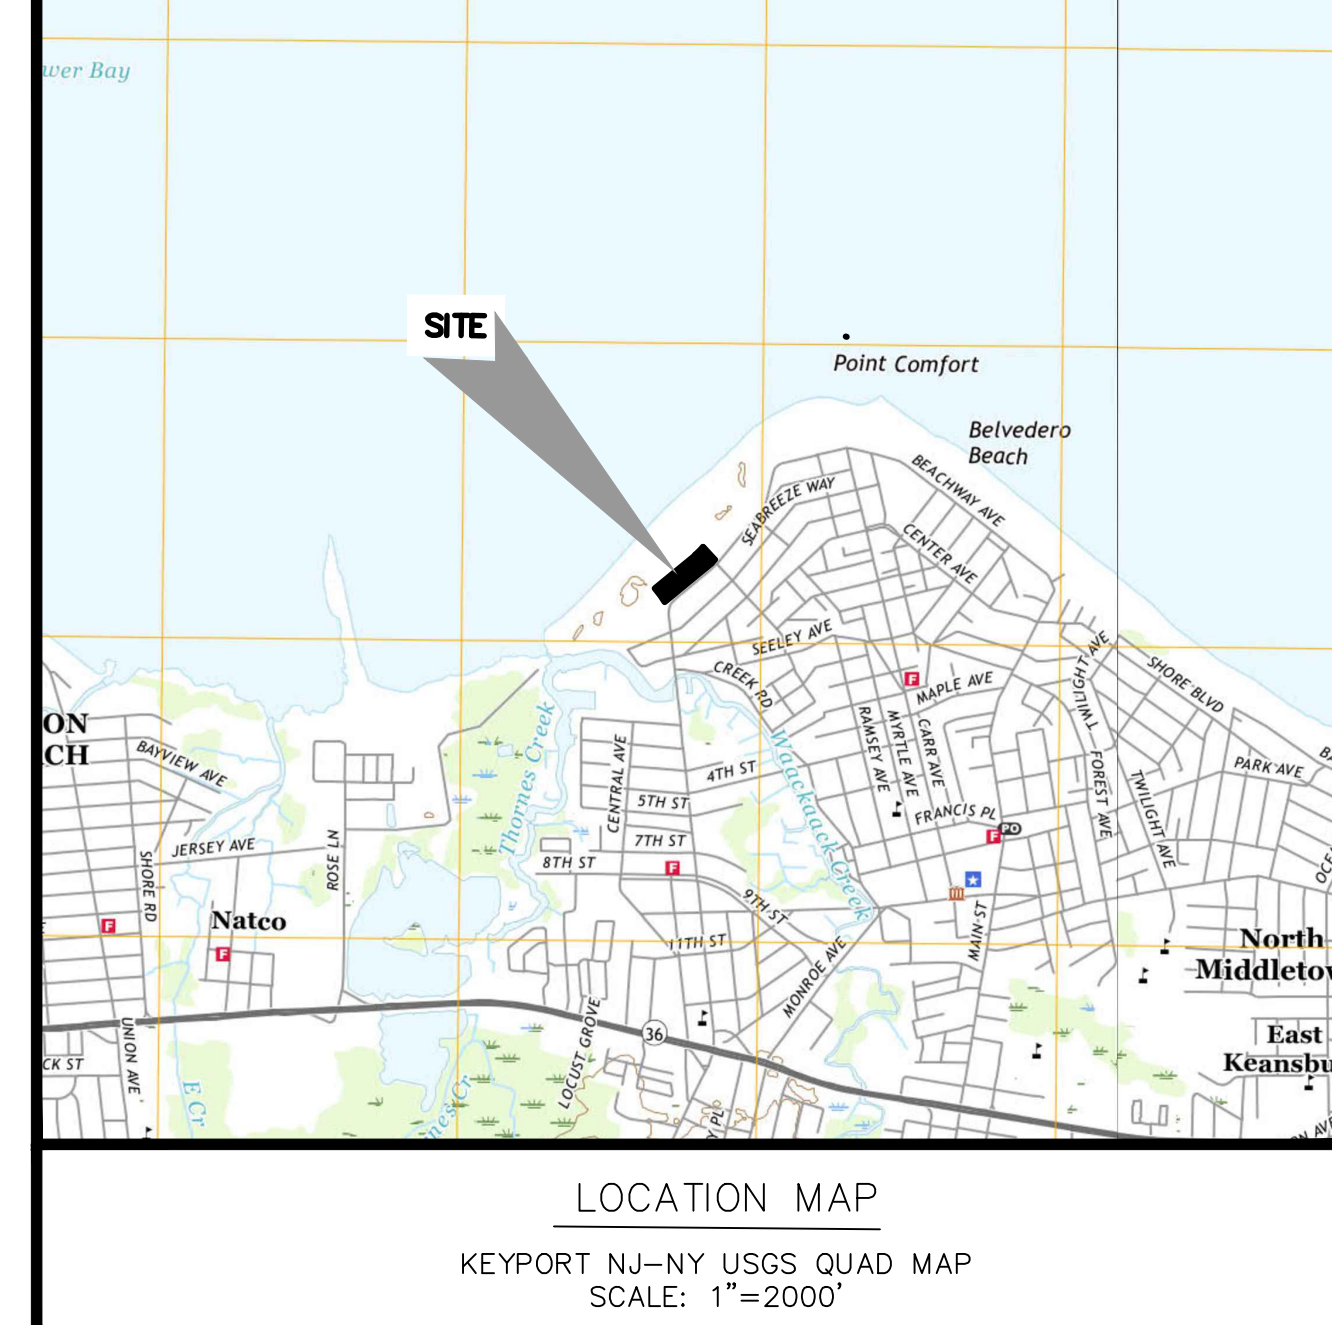 wer Bay
SITE
Point Comfort
Belvedero
Beach
BEACHWAY AVE
SEABREEZE WAY
CENTER AVE
SEELEY AVE
CREEK RD
TWILIGHT AVE
SHORE BLVD
F
MAPLE AVE
ON
CH
BAYVIEW AVE
Thornes Creek
CENTRAL AVE
Waackaack Creek
RAMSEY AVE
MYRTLE AVE
CARR AVE
FOREST AVE
TWILIGHT AVE
PARK AVE
4TH ST
5TH ST
FRANCIS PL
F
PO
7TH ST
JERSEY AVE
ROSE LN
8TH ST
F
SHORE RD
9TH ST
MAIN ST
F
Natco
F
11TH ST
MONROE AVE
North
Middletow
36
UNION AVE
LOCUST GROVE
East
Keansbu
CK ST
E Cr
nes Cr
Y PL
LOCATION MAP
KEYPORT NJ–NY USGS QUAD MAP
SCALE: 1”=2000’